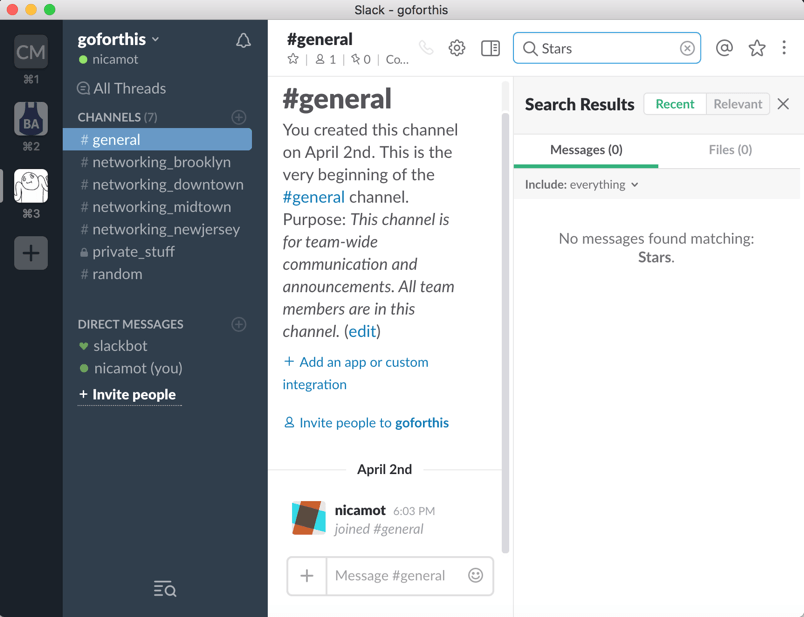 Slack - goforthis
CM
⌘1
BA
⌘2
⌘3
goforthis
nicamot
All Threads
CHANNELS (7)
# general
# networking_brooklyn
# networking_downtown
# networking_midtown
# networking_newjersey
private_stuff
# random
DIRECT MESSAGES
slackbot
nicamot (you)
+ Invite people
#general
1 | 0 | Co...
#general
You created this channel
on April 2nd. This is the
very beginning of the
#general channel.
Purpose: This channel is
for team-wide
communication and
announcements. All team
members are in this
channel. (edit)
+ Add an app or custom
integration
Invite people to goforthis
April 2nd
nicamot 6:03 PM
joined #general
+ Message #general
Stars
Search Results Recent Relevant
Messages (0) Files (0)
Include: everything
No messages found matching:
Stars.